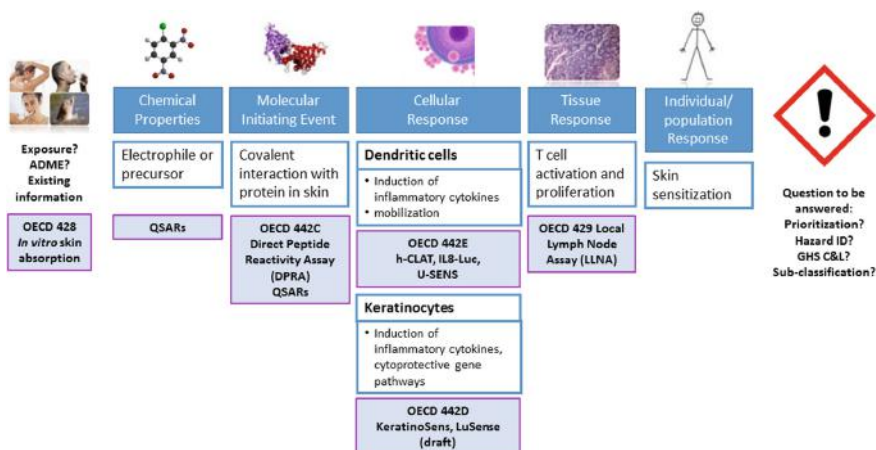 Exposure?
ADME?
Existing
information
OECD 428
In vitro skin
absorption
Chemical
Properties
Electrophile or
precursor
QSARs
Molecular
Initiating Event
Covalent
interaction with
protein in skin
OECD 442C
Direct Peptide
Reactivity Assay
(DPRA)
QSARs
Cellular
Response
Dendritic cells
• Induction of
inflammatory cytokines
• mobilization
OECD 442E
h-CLAT, IL8-Luc,
U-SENS
Keratinocytes
• Induction of
inflammatory cytokines,
cytoprotective gene
pathways
OECD 442D
KeratinoSens, LuSense
(draft)
Tissue
Response
T cell
activation and
proliferation
OECD 429 Local
Lymph Node
Assay (LLNA)
Individual/
population
Response
Skin
sensitization
!
Question to be
answered:
Prioritization?
Hazard ID?
GHS C&L?
Sub-classification?